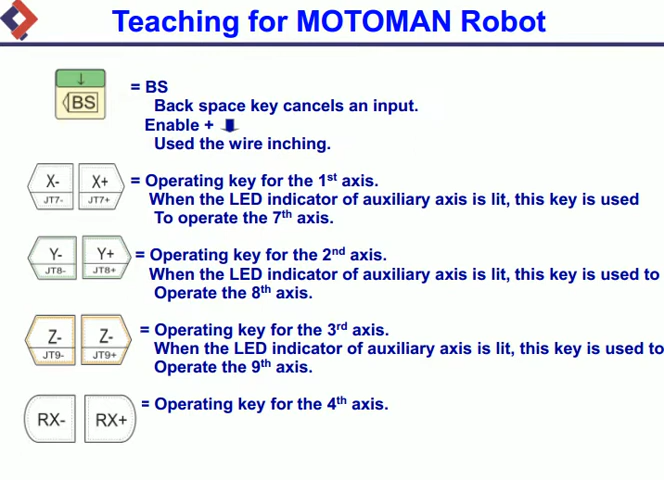 Teaching for MOTOMAN Robot
↓
BS
= BS
Back space key cancels an input.
Enable + ⬇
Used the wire inching.
X- X+
JT7- JT7+
= Operating key for the 1st axis.
When the LED indicator of auxiliary axis is lit, this key is used
To operate the 7th axis.
Y- Y+
JT8- JT8+
= Operating key for the 2nd axis.
When the LED indicator of auxiliary axis is lit, this key is used to
Operate the 8th axis.
Z- Z-
JT9- JT9+
= Operating key for the 3rd axis.
When the LED indicator of auxiliary axis is lit, this key is used to
Operate the 9th axis.
RX- RX+
= Operating key for the 4th axis.